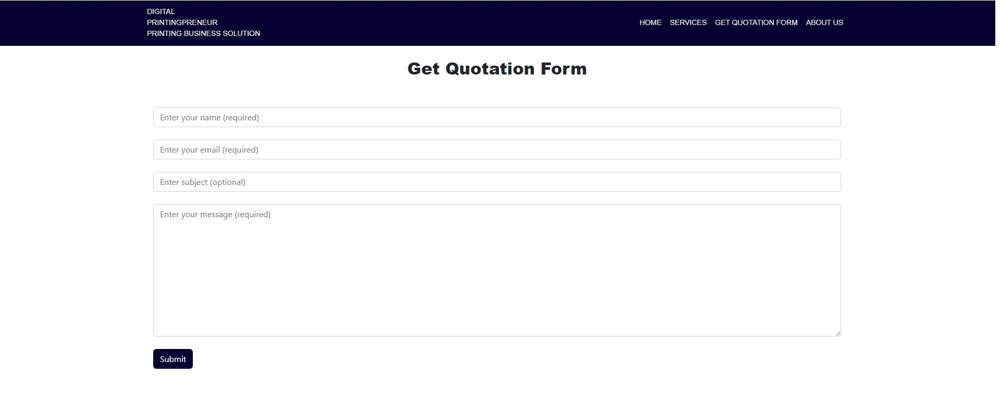 DIGITAL
PRINTINGPRENEUR
PRINTING BUSINESS SOLUTION
HOME SERVICES GET QUOTATION FORM ABOUT US
Get Quotation Form
Enter your name (required)
Enter your email (required)
Enter subject (optional)
Enter your message (required)
Submit